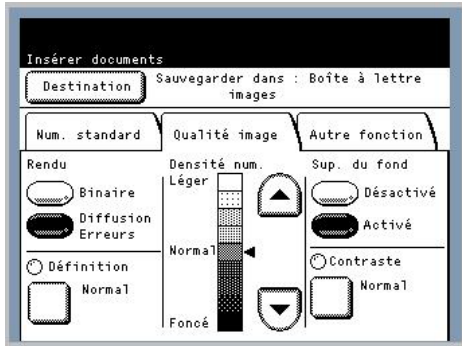 Insérer documents
Destination
Sauvegarder dans : Boîte à lettre
images
Num. standard
Qualité image
Autre fonction
Rendu
Binaire
Diffusion
Erreurs
Définition
Normal
Densité num.
Léger
Normal
Foncé
Sup. du fond
Désactivé
Activé
Contraste
Normal